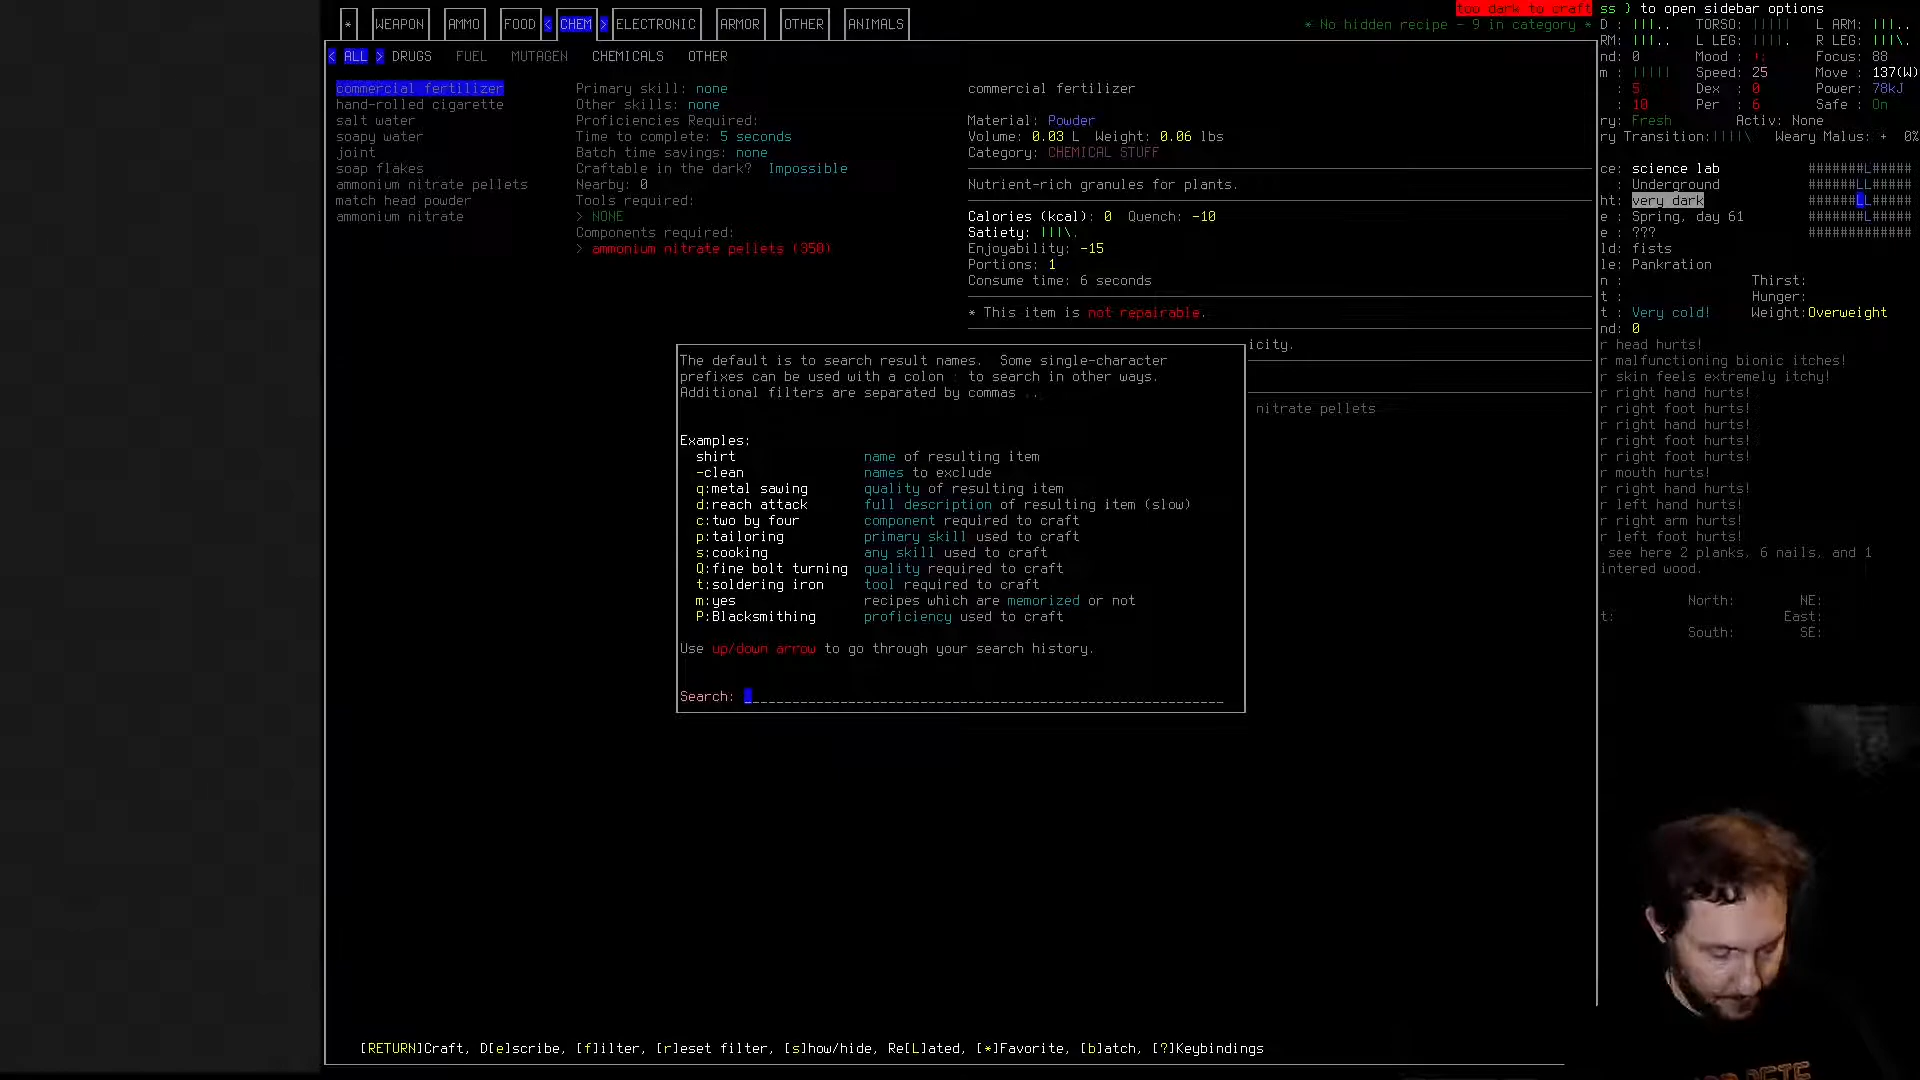 * WEAPON AMMO FOOD < CHEM > ELECTRONIC ARMOR OTHER ANIMALS
too dark to craft
* No hidden recipe - 9 in category *
< ALL > DRUGS FUEL MUTAGEN CHEMICALS OTHER
commercial fertilizer
hand-rolled cigarette
salt water
soapy water
joint
soap flakes
ammonium nitrate pellets
match head powder
ammonium nitrate
Primary skill: none
Other skills: none
Proficiencies Required:
Time to complete: 5 seconds
Batch time savings: none
Craftable in the dark? Impossible
Nearby: 0
Tools required:
> NONE
Components required:
> ammonium nitrate pellets (350)
commercial fertilizer
Material: Powder
Volume: 0.03 L Weight: 0.06 lbs
Category: CHEMICAL STUFF
Nutrient-rich granules for plants.
Calories (kcal): 0 Quench: -10
Satiety: |||\.
Enjoyability: -15
Portions: 1
Consume time: 6 seconds
* This item is not repairable.
icity.
nitrate pellets
The default is to search result names. Some single-character
prefixes can be used with a colon : to search in other ways.
Additional filters are separated by commas ,.
Examples:
shirt name of resulting item
-clean names to exclude
q:metal sawing quality of resulting item
d:reach attack full description of resulting item (slow)
c:two by four component required to craft
p:tailoring primary skill used to craft
s:cooking any skill used to craft
Q:fine bolt turning quality required to craft
t:soldering iron tool required to craft
m:yes recipes which are memorized or not
P:Blacksmithing proficiency used to craft
Use up/down arrow to go through your search history.
Search:
[RETURN]Craft, D[e]scribe, [f]ilter, [r]eset filter, [s]how/hide, Re[L]ated, [*]Favorite, [b]atch, [?]Keybindings
ss } to open sidebar options
D : |||.. TORSO: ||||| L ARM: |||..
RM: |||.. L LEG: ||||. R LEG: |||\.
nd: 0 Mood : Focus: 88
m : ||||| Speed: 25 Move : 137(W)
: 5 Dex : 0 Power: 78kJ
: 10 Per : 6 Safe : On
ry: Fresh Activ: None
ry Transition:||||\ Weary Malus: + 0%
ce: science lab #######L#####
: Underground #######LL####
ht: very dark
e : Spring, day 61
e : ???
ld: fists
le: Pankration
n : Thirst:
t : Hunger:
t : Very cold! Weight:Overweight
nd: 0
r head hurts!
r malfunctioning bionic itches!
r skin feels extremely itchy!
r right hand hurts!
r right foot hurts!
r right hand hurts!
r right foot hurts!
r right foot hurts!
r mouth hurts!
r right hand hurts!
r left hand hurts!
r right arm hurts!
r left foot hurts!
see here 2 planks, 6 nails, and 1
intered wood.
North: NE:
t: East:
South: SE: